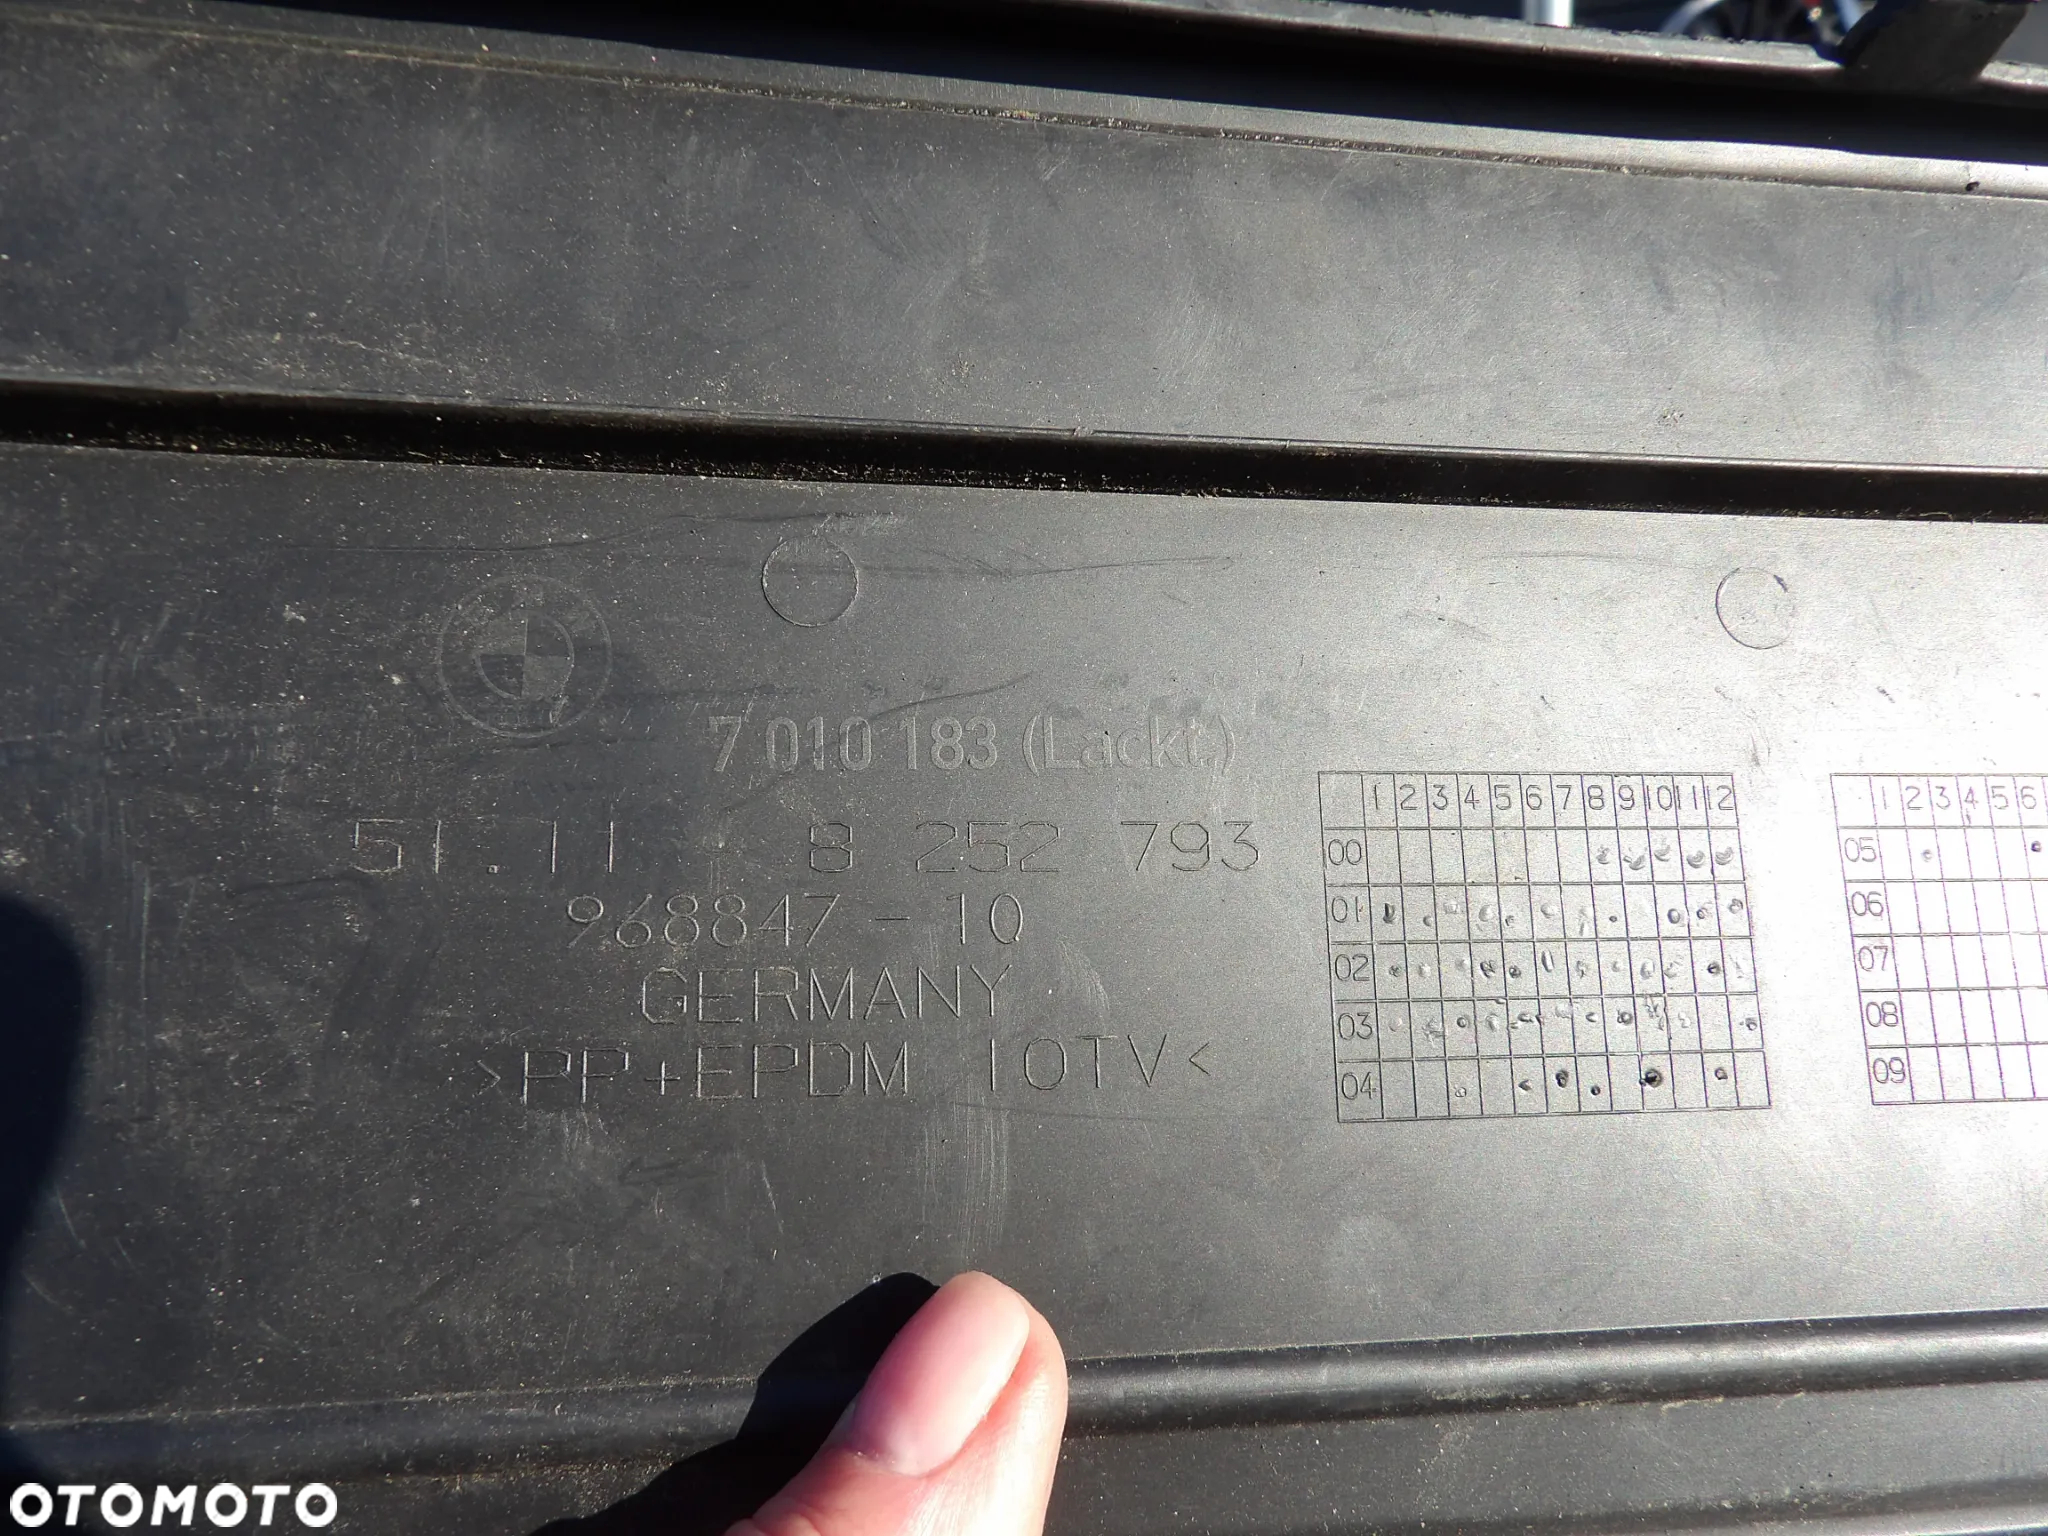 7 010 183 (Lackt.)
51.11 - 8 252 793
968847-10
GERMANY
>PP+EPDM 10TV<
1 2 3 4 5 6 7 8 9 10 11 12
00
01
02
03
04
1 2 3 4 5 6
05
06
07
08
09
OTOMOTO